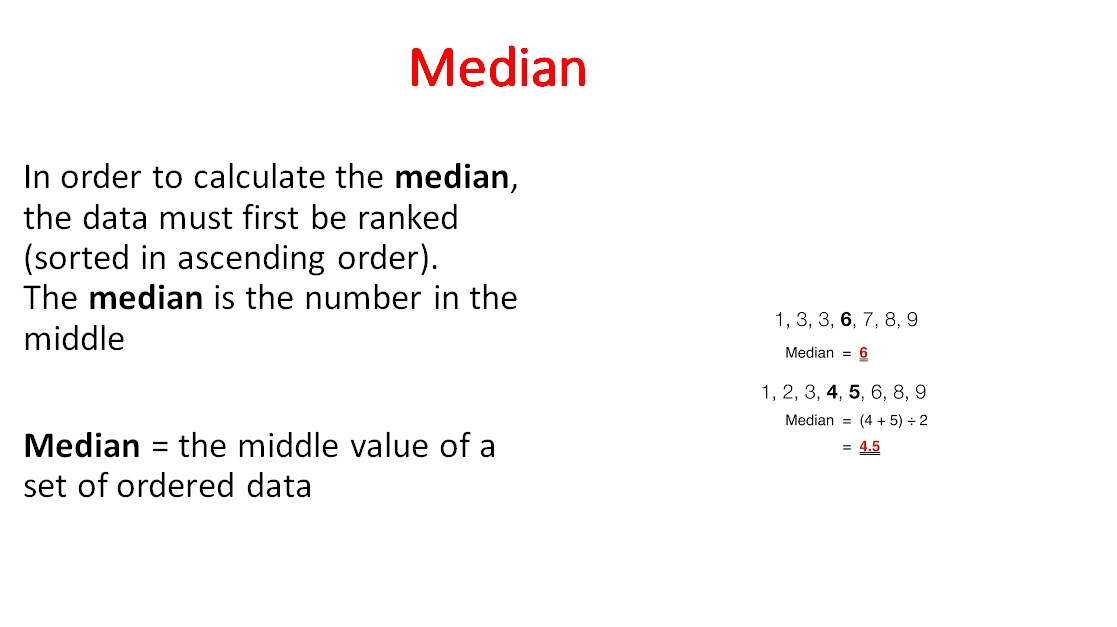 Median
In order to calculate the median,
the data must first be ranked
(sorted in ascending order).
The median is the number in the
middle
Median = the middle value of a
set of ordered data
1, 3, 3, 6, 7, 8, 9
Median = 6
1, 2, 3, 4, 5, 6, 8, 9
Median = (4 + 5) ÷ 2
= 4.5